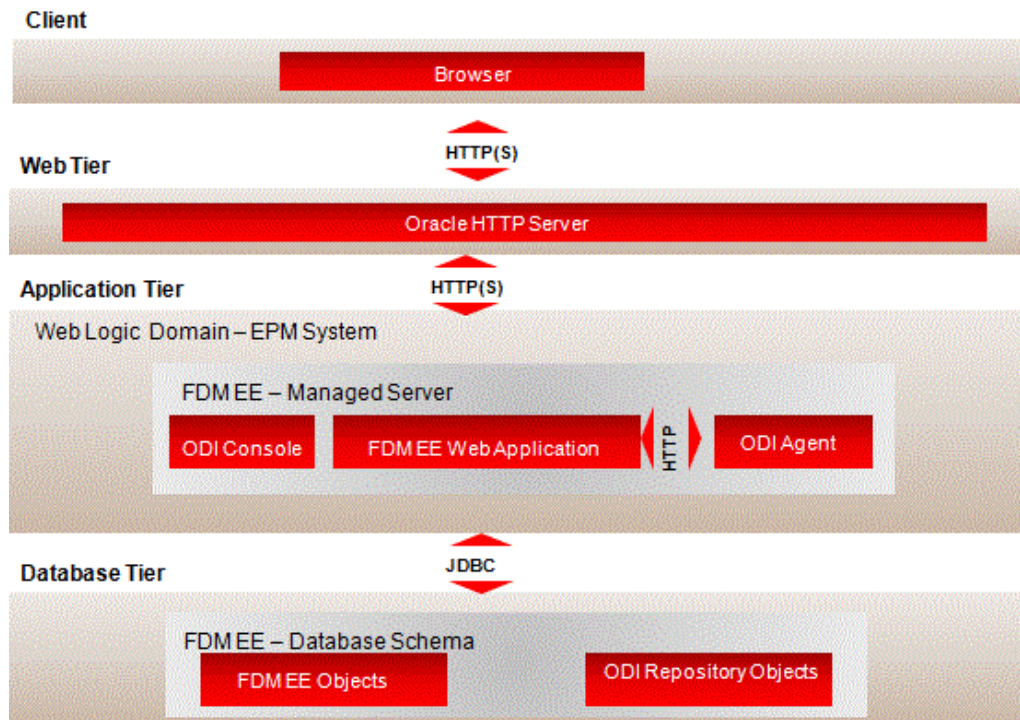 Client
Browser
HTTP(S)
Web Tier
Oracle HTTP Server
Application Tier
HTTP(S)
Web Logic Domain – EPM System
FDM EE – Managed Server
ODI Console
FDM EE Web Application
HTTP
ODI Agent
JDBC
Database Tier
FDM EE – Database Schema
FDM EE Objects
ODI Repository Objects